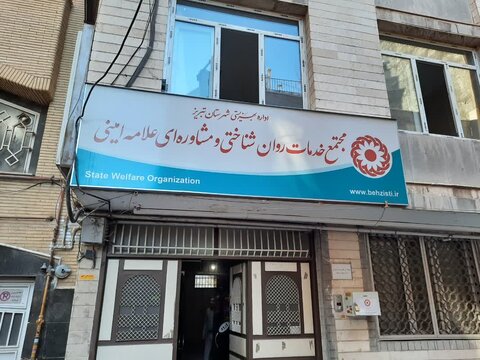 اداره بهزیستی شهرستان تبریز
مجتمع خدمات روان شناختی و مشاوره ای علامه امینی
State Welfare Organization
www.behzisti.ir